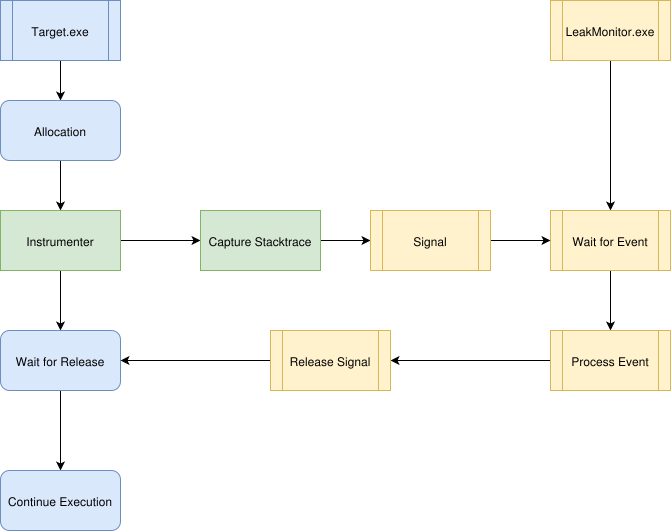 Target.exe
LeakMonitor.exe
Allocation
Instrumenter
Capture Stacktrace
Signal
Wait for Event
Wait for Release
Release Signal
Process Event
Continue Execution